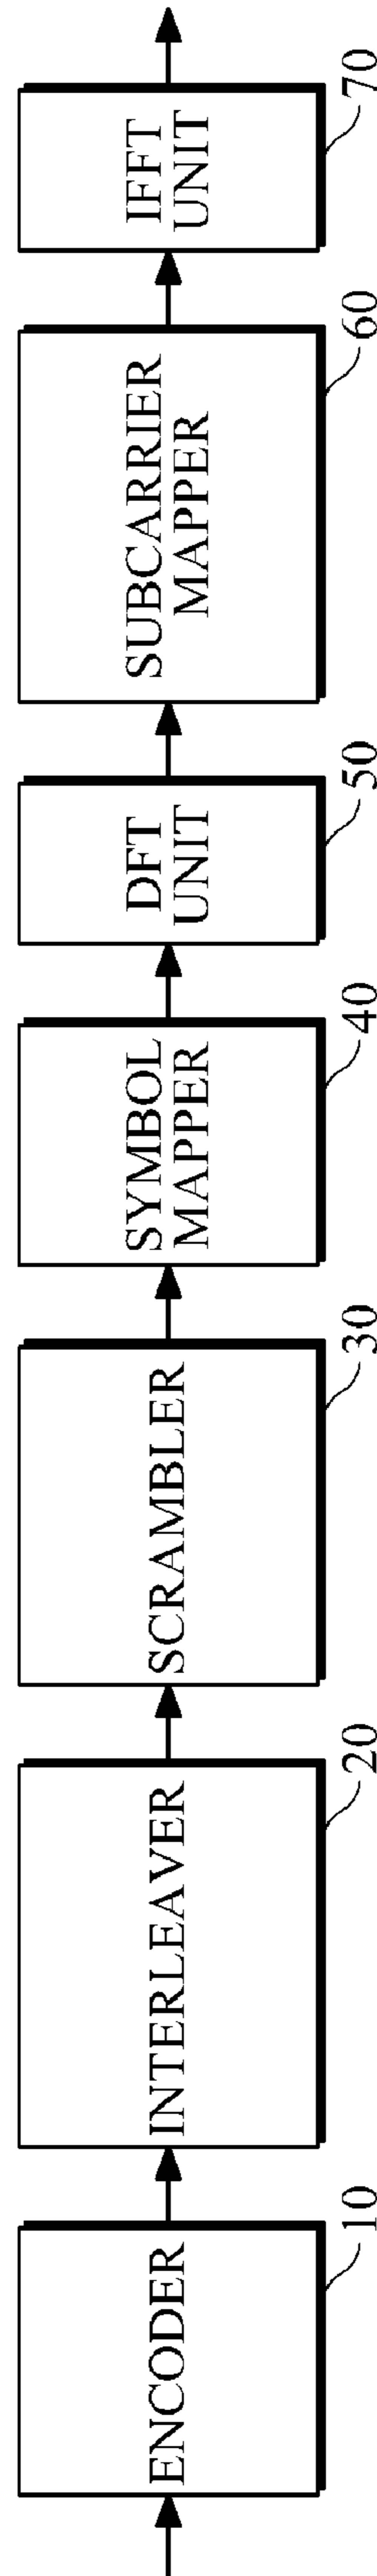 ENCODER
10
INTERLEAVER
20
SCRAMBLER
30
SYMBOL
MAPPER
40
DFT
UNIT
50
SUBCARRIER
MAPPER
60
IFFT
UNIT
70